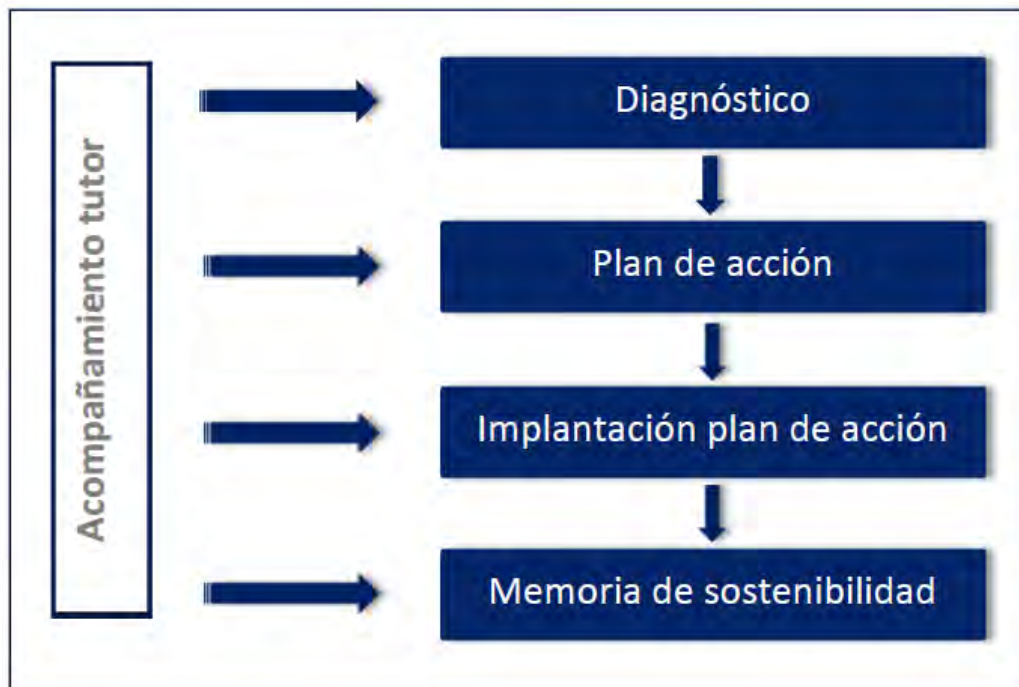 Acompañamiento tutor
Diagnóstico
Plan de acción
Implantación plan de acción
Memoria de sostenibilidad